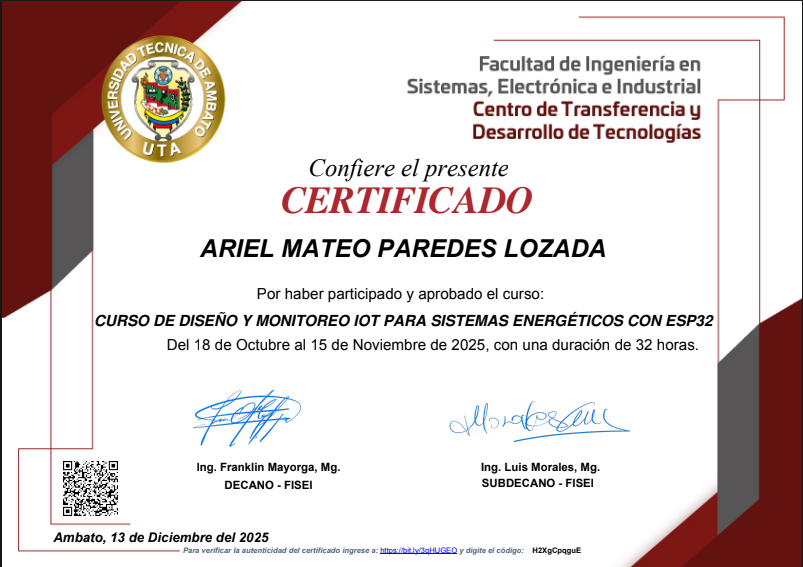 UNIVERSIDAD TECNICA DE AMBATO
UTA
Facultad de Ingeniería en
Sistemas, Electrónica e Industrial
Centro de Transferencia y
Desarrollo de Tecnologías
Confiere el presente
CERTIFICADO
ARIEL MATEO PAREDES LOZADA
Por haber participado y aprobado el curso:
CURSO DE DISEÑO Y MONITOREO IOT PARA SISTEMAS ENERGÉTICOS CON ESP32
Del 18 de Octubre al 15 de Noviembre de 2025, con una duración de 32 horas.
Ing. Franklin Mayorga, Mg.
DECANO - FISEI
Ing. Luis Morales, Mg.
SUBDECANO - FISEI
Ambato, 13 de Diciembre del 2025
Para verificar la autenticidad del certificado ingrese a: https://bit.ly/3qHUGEO y digite el código: H2XgCpqguE